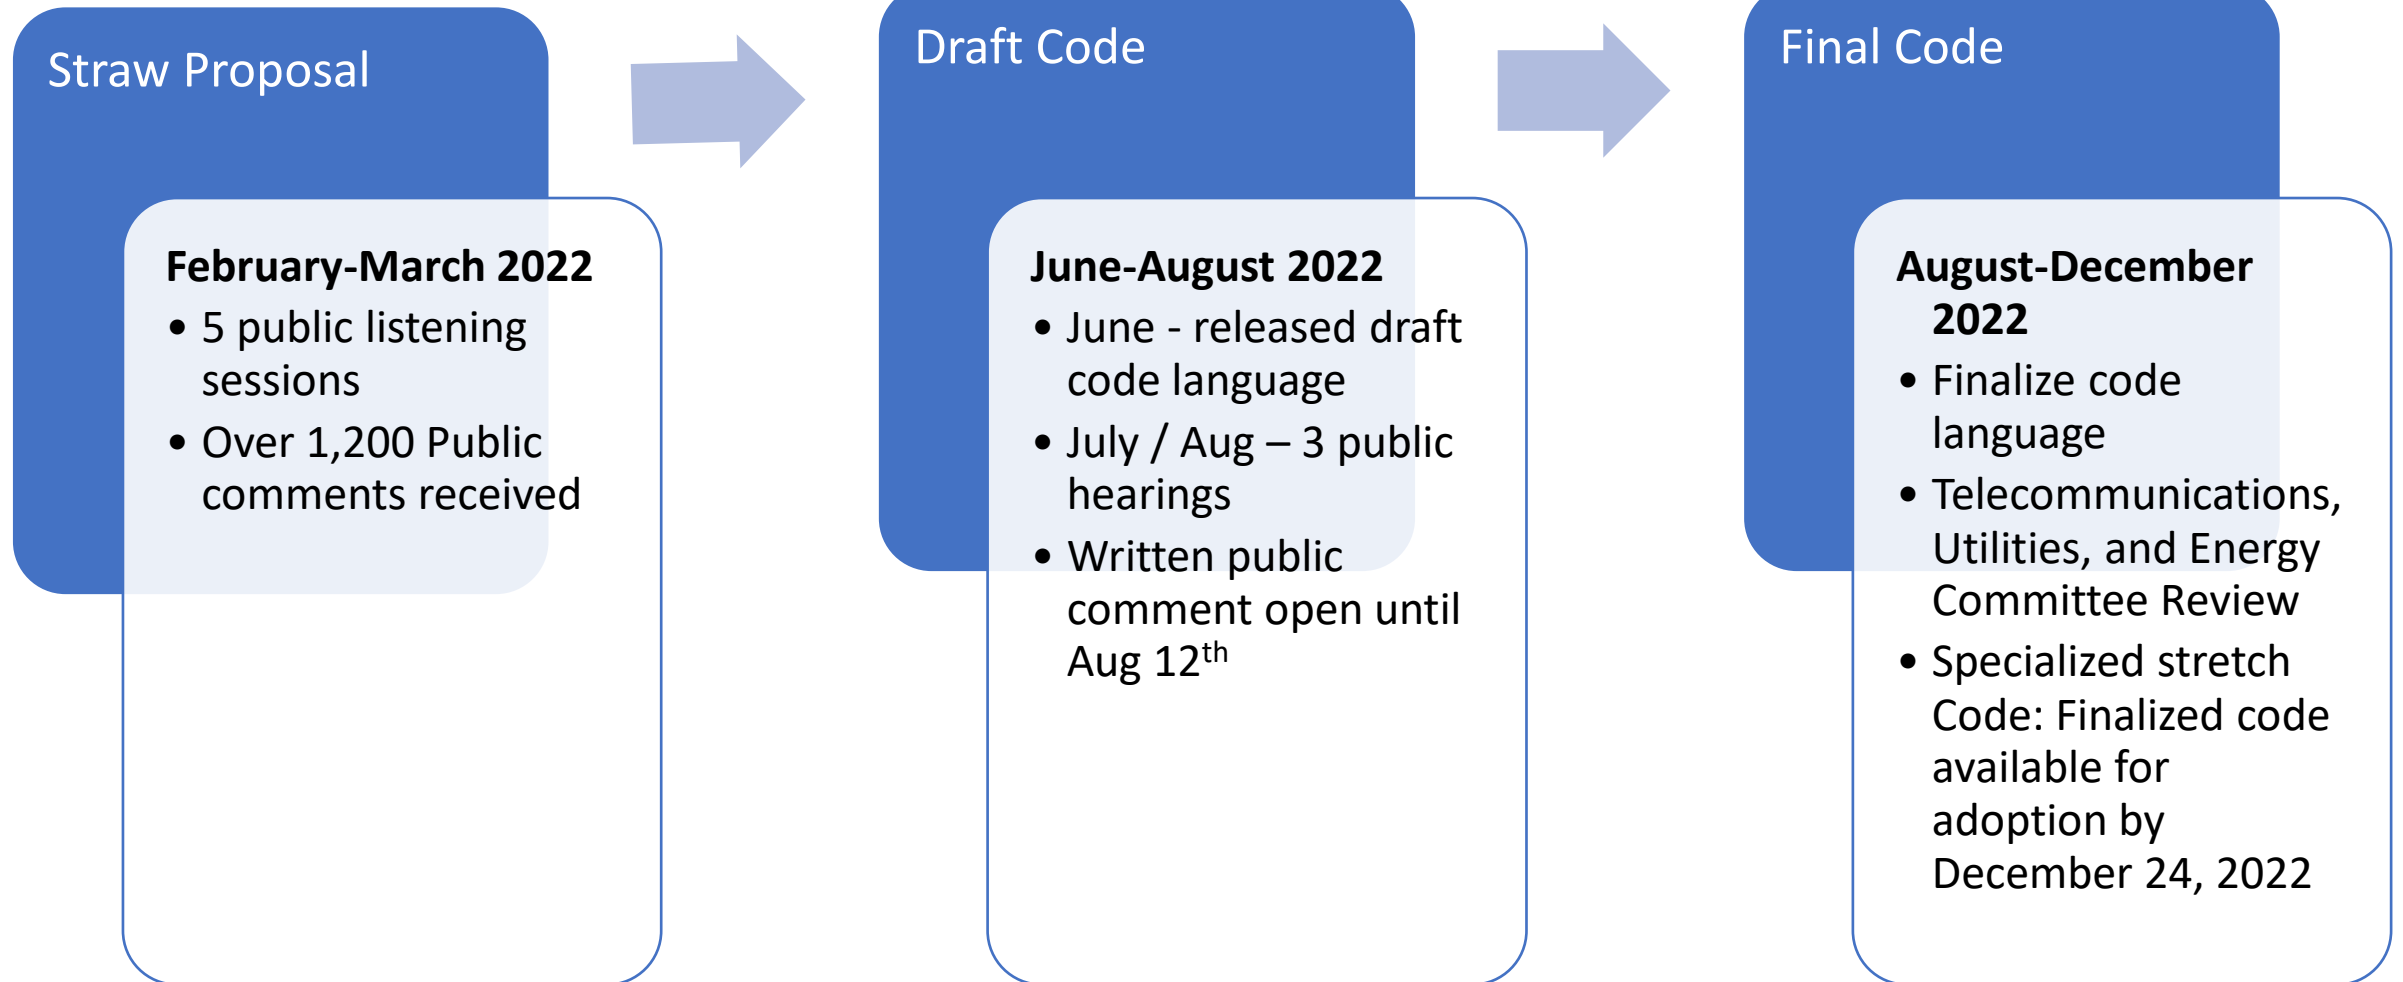 Straw Proposal
February-March 2022
• 5 public listening
sessions
• Over 1,200 Public
comments received
Draft Code
June-August 2022
• June - released draft
code language
• July / Aug – 3 public
hearings
• Written public
comment open until
Aug 12th
Final Code
August-December
2022
• Finalize code
language
• Telecommunications,
Utilities, and Energy
Committee Review
• Specialized stretch
Code: Finalized code
available for
adoption by
December 24, 2022